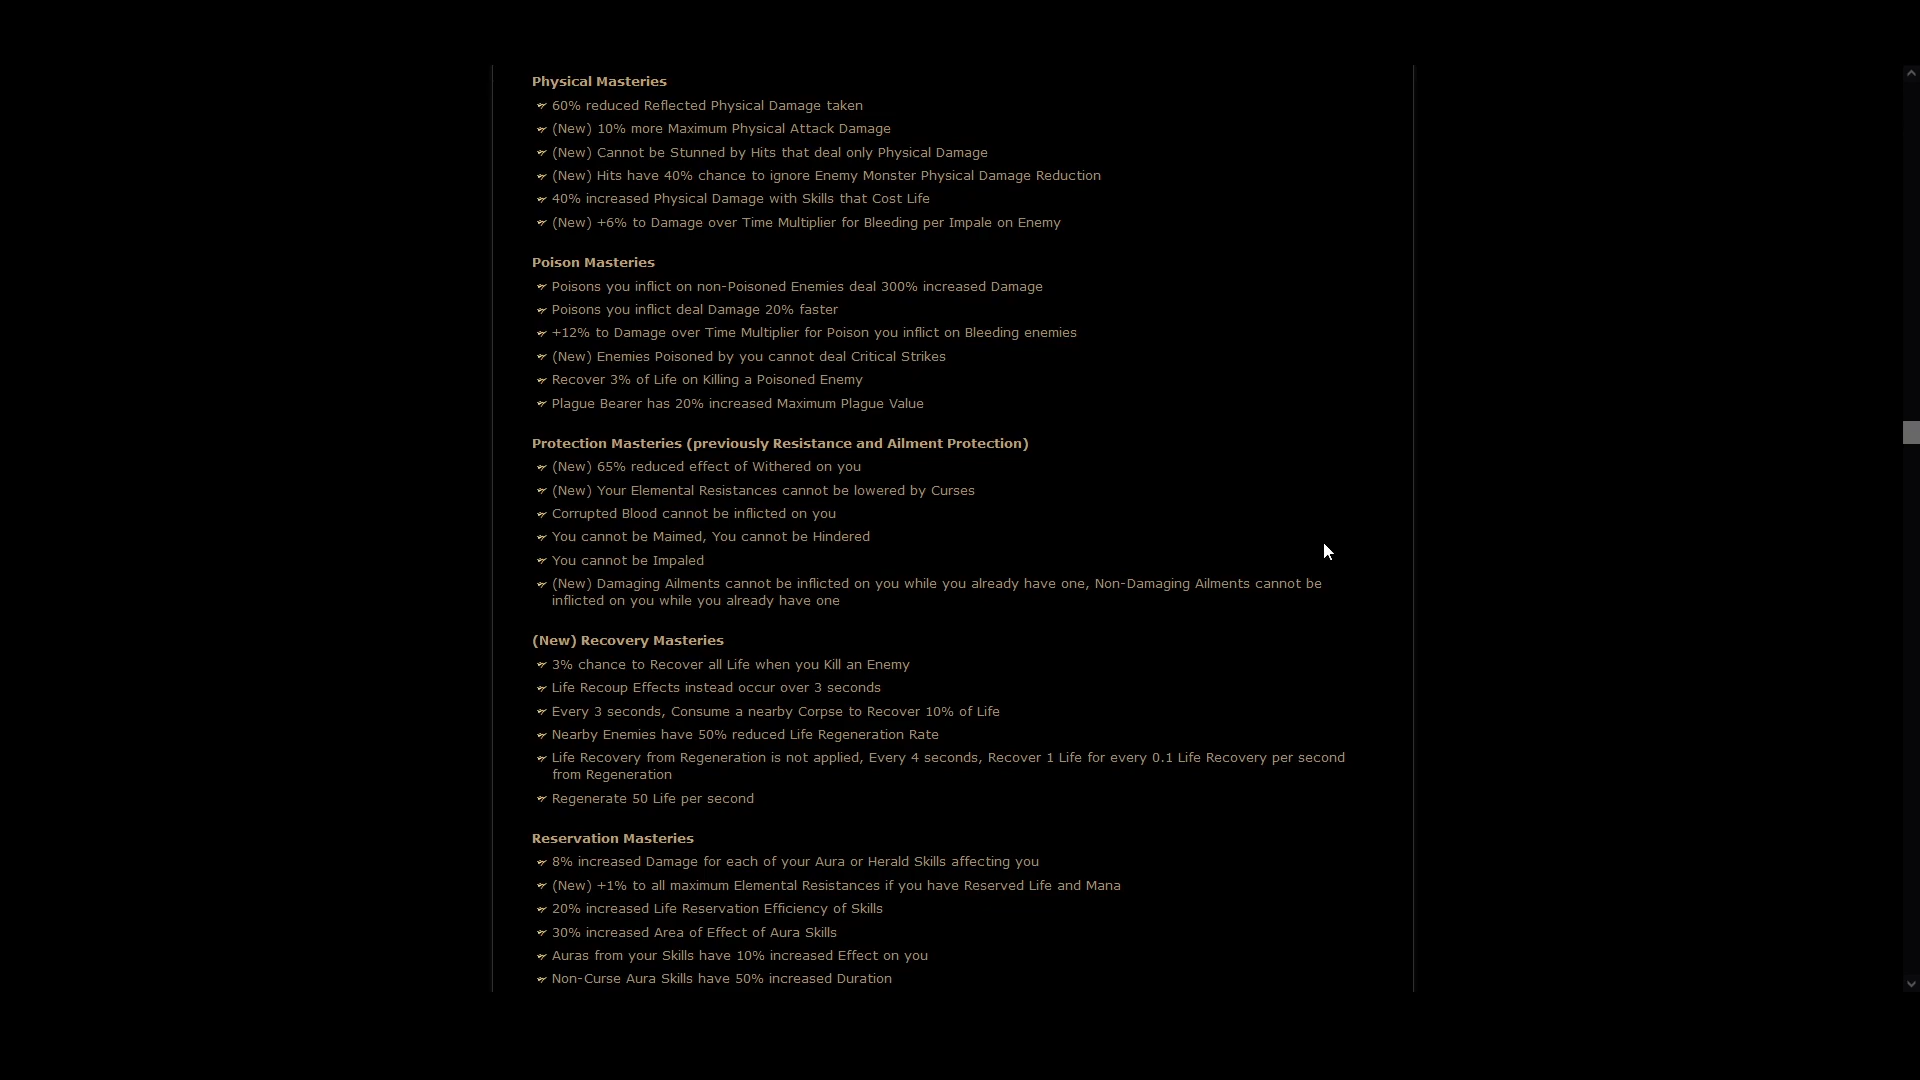 Physical Masteries
60% reduced Reflected Physical Damage taken
(New) 10% more Maximum Physical Attack Damage
(New) Cannot be Stunned by Hits that deal only Physical Damage
(New) Hits have 40% chance to ignore Enemy Monster Physical Damage Reduction
40% increased Physical Damage with Skills that Cost Life
(New) +6% to Damage over Time Multiplier for Bleeding per Impale on Enemy
Poison Masteries
Poisons you inflict on non-Poisoned Enemies deal 300% increased Damage
Poisons you inflict deal Damage 20% faster
+12% to Damage over Time Multiplier for Poison you inflict on Bleeding enemies
(New) Enemies Poisoned by you cannot deal Critical Strikes
Recover 3% of Life on Killing a Poisoned Enemy
Plague Bearer has 20% increased Maximum Plague Value
Protection Masteries (previously Resistance and Ailment Protection)
(New) 65% reduced effect of Withered on you
(New) Your Elemental Resistances cannot be lowered by Curses
Corrupted Blood cannot be inflicted on you
You cannot be Maimed, You cannot be Hindered
You cannot be Impaled
(New) Damaging Ailments cannot be inflicted on you while you already have one, Non-Damaging Ailments cannot be
inflicted on you while you already have one
(New) Recovery Masteries
3% chance to Recover all Life when you Kill an Enemy
Life Recoup Effects instead occur over 3 seconds
Every 3 seconds, Consume a nearby Corpse to Recover 10% of Life
Nearby Enemies have 50% reduced Life Regeneration Rate
Life Recovery from Regeneration is not applied, Every 4 seconds, Recover 1 Life for every 0.1 Life Recovery per second
from Regeneration
Regenerate 50 Life per second
Reservation Masteries
8% increased Damage for each of your Aura or Herald Skills affecting you
(New) +1% to all maximum Elemental Resistances if you have Reserved Life and Mana
20% increased Life Reservation Efficiency of Skills
30% increased Area of Effect of Aura Skills
Auras from your Skills have 10% increased Effect on you
Non-Curse Aura Skills have 50% increased Duration